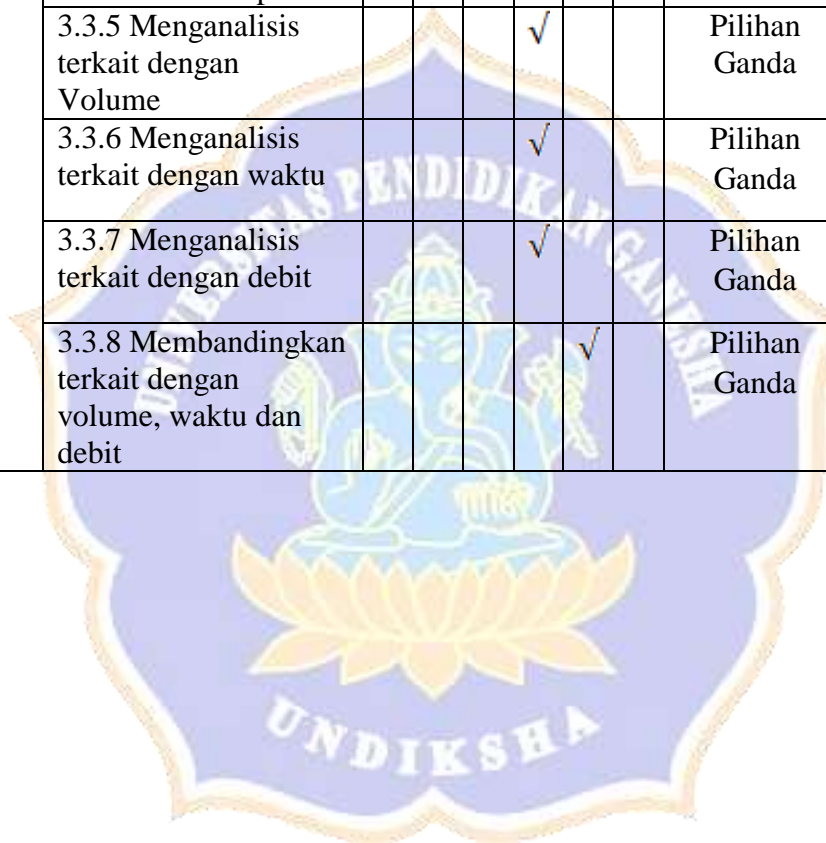 3.3.5 Menganalisis
terkait dengan
Volume
√
Pilihan
Ganda
3.3.6 Menganalisis
terkait dengan waktu
√
Pilihan
Ganda
3.3.7 Menganalisis
terkait dengan debit
√
Pilihan
Ganda
3.3.8 Membandingkan
terkait dengan
volume, waktu dan
debit
√
Pilihan
Ganda
UNIVERSITAS PENDIDIKAN GANESHA
UNDIKSHA